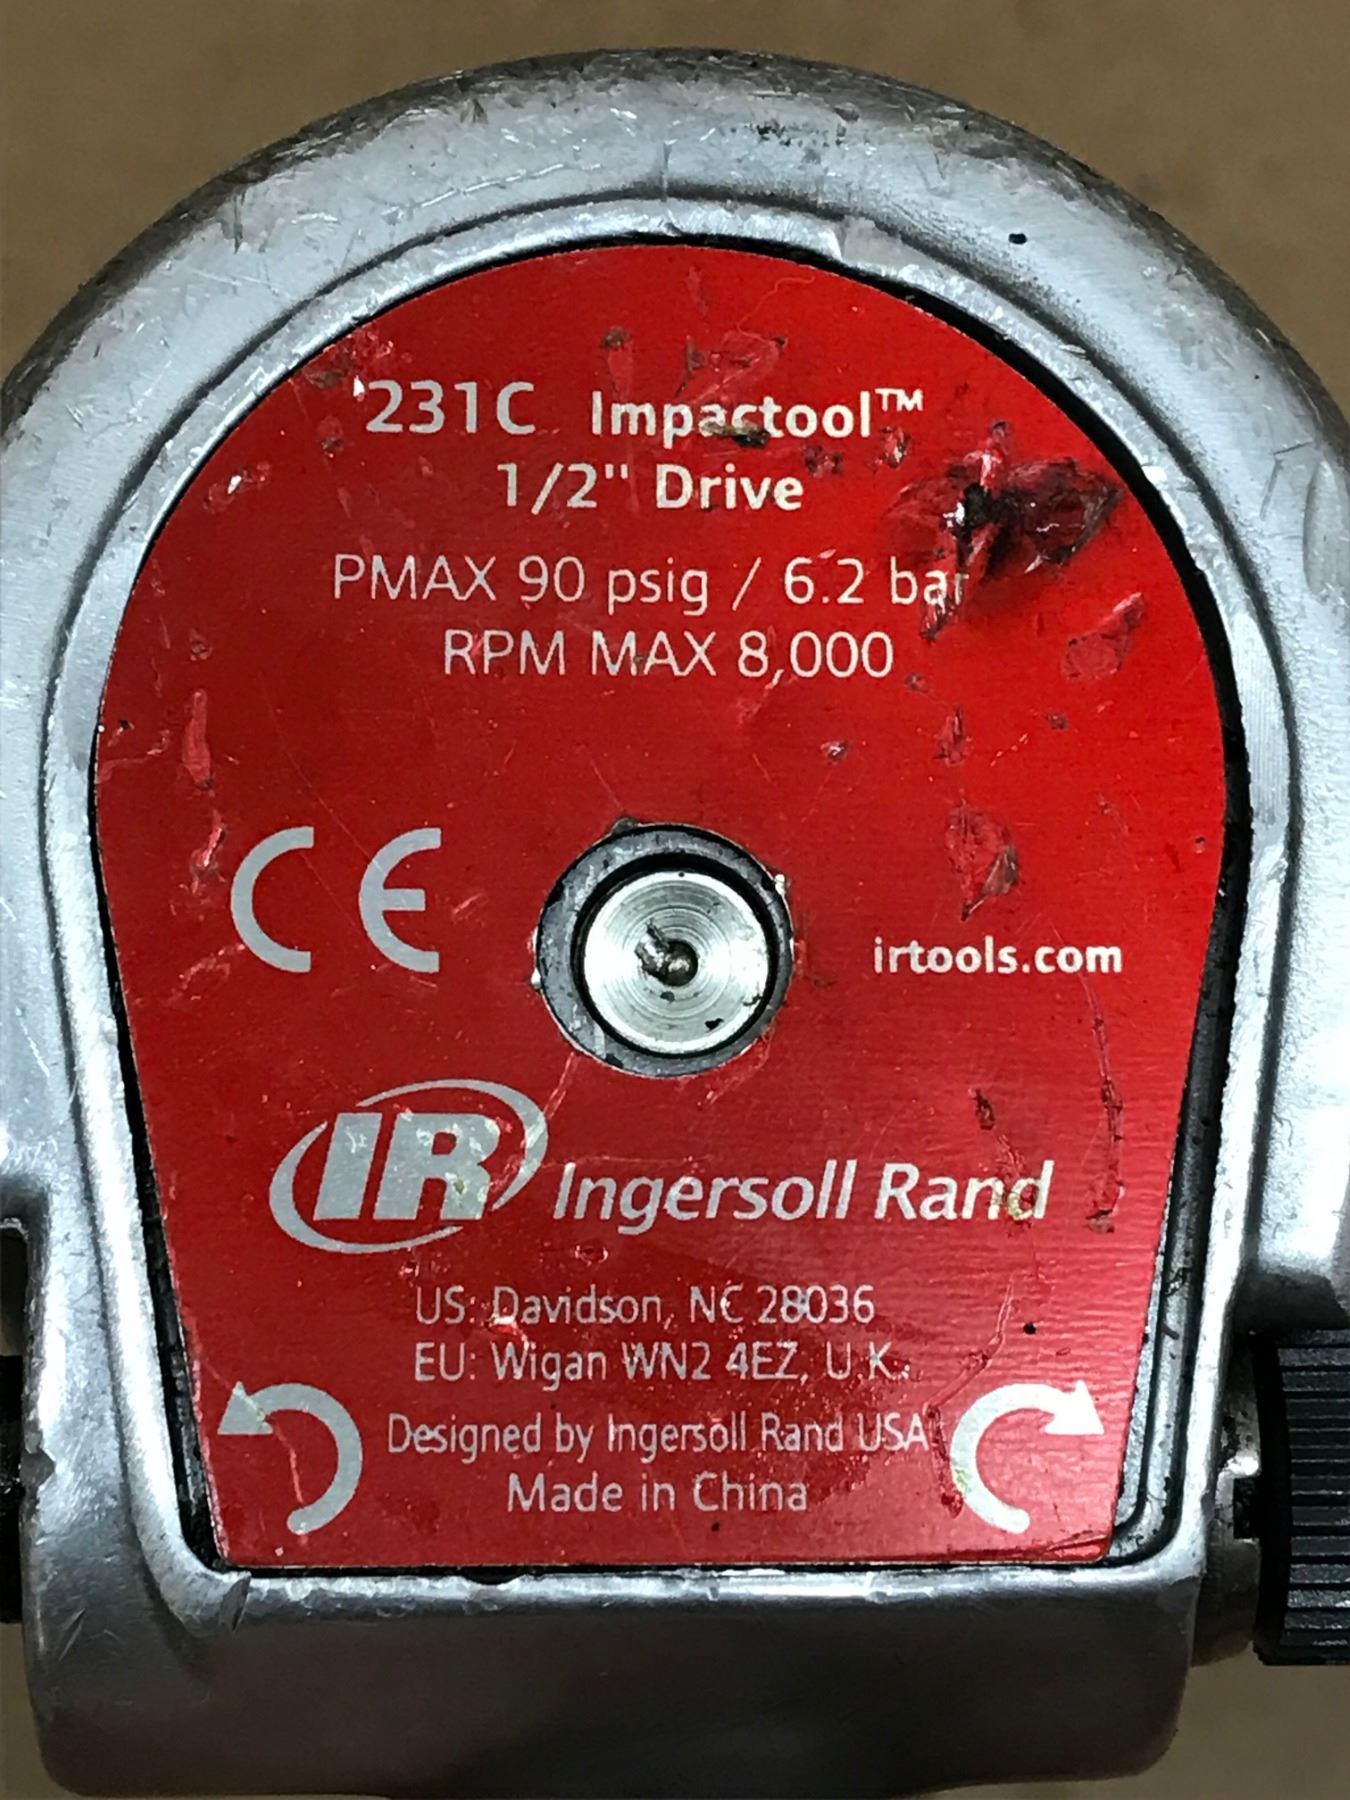 231C Impactool™
1/2" Drive
PMAX 90 psig / 6.2 bar
RPM MAX 8,000
CE
irtools.com
IR Ingersoll Rand
US: Davidson, NC 28036
EU: Wigan WN2 4EZ, U.K.
Designed by Ingersoll Rand USA
Made in China